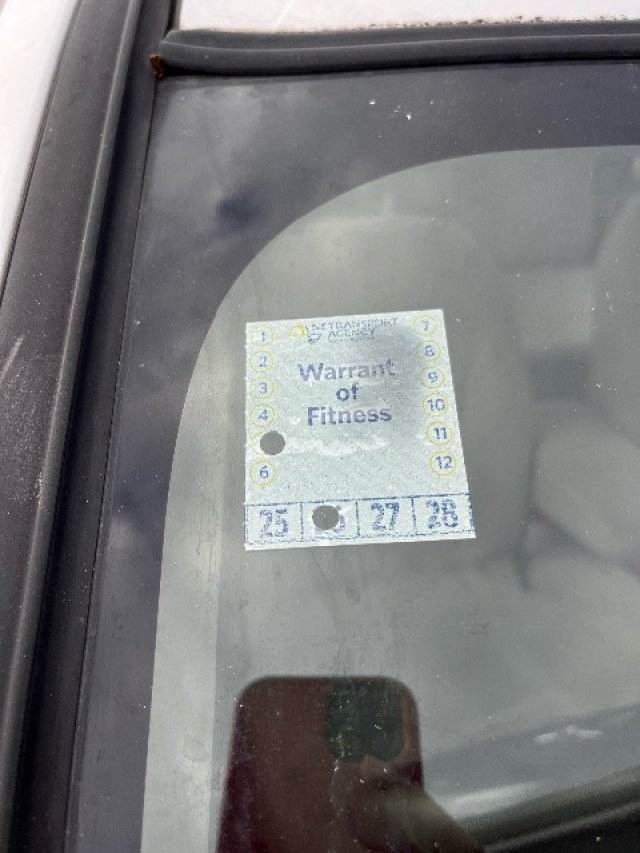 NZ TRANSPORT
AGENCY
Warrant
of
Fitness
1
2
3
4
6
7
8
9
10
11
12
25
27
28